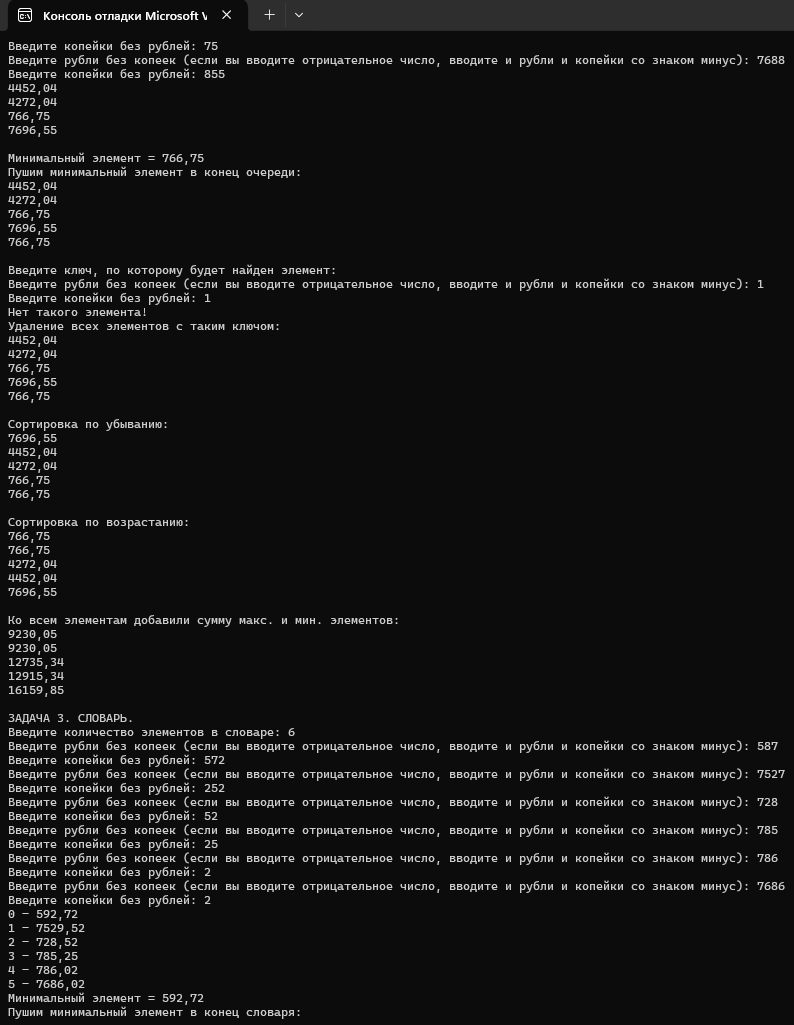 Консоль отладки Microsoft V
Введите копейки без рублей: 75
Введите рубли без копеек (если вы вводите отрицательное число, вводите и рубли и копейки со знаком минус): 7688
Введите копейки без рублей: 855
4452,04
4272,04
766,75
7696,55
Минимальный элемент = 766,75
Пушим минимальный элемент в конец очереди:
4452,04
4272,04
766,75
7696,55
766,75
Введите ключ, по которому будет найден элемент:
Введите рубли без копеек (если вы вводите отрицательное число, вводите и рубли и копейки со знаком минус): 1
Введите копейки без рублей: 1
Нет такого элемента!
Удаление всех элементов с таким ключом:
4452,04
4272,04
766,75
7696,55
766,75
Сортировка по убыванию:
7696,55
4452,04
4272,04
766,75
766,75
Сортировка по возрастанию:
766,75
766,75
4272,04
4452,04
7696,55
Ко всем элементам добавили сумму макс. и мин. элементов:
9230,05
9230,05
12735,34
12915,34
16159,85
ЗАДАЧА 3. СЛОВАРЬ.
Введите количество элементов в словаре: 6
Введите рубли без копеек (если вы вводите отрицательное число, вводите и рубли и копейки со знаком минус): 587
Введите копейки без рублей: 572
Введите рубли без копеек (если вы вводите отрицательное число, вводите и рубли и копейки со знаком минус): 7527
Введите копейки без рублей: 252
Введите рубли без копеек (если вы вводите отрицательное число, вводите и рубли и копейки со знаком минус): 728
Введите копейки без рублей: 52
Введите рубли без копеек (если вы вводите отрицательное число, вводите и рубли и копейки со знаком минус): 785
Введите копейки без рублей: 25
Введите рубли без копеек (если вы вводите отрицательное число, вводите и рубли и копейки со знаком минус): 786
Введите копейки без рублей: 2
Введите рубли без копеек (если вы вводите отрицательное число, вводите и рубли и копейки со знаком минус): 7686
Введите копейки без рублей: 2
0 - 592,72
1 - 7529,52
2 - 728,52
3 - 785,25
4 - 786,02
5 - 7686,02
Минимальный элемент = 592,72
Пушим минимальный элемент в конец словаря: